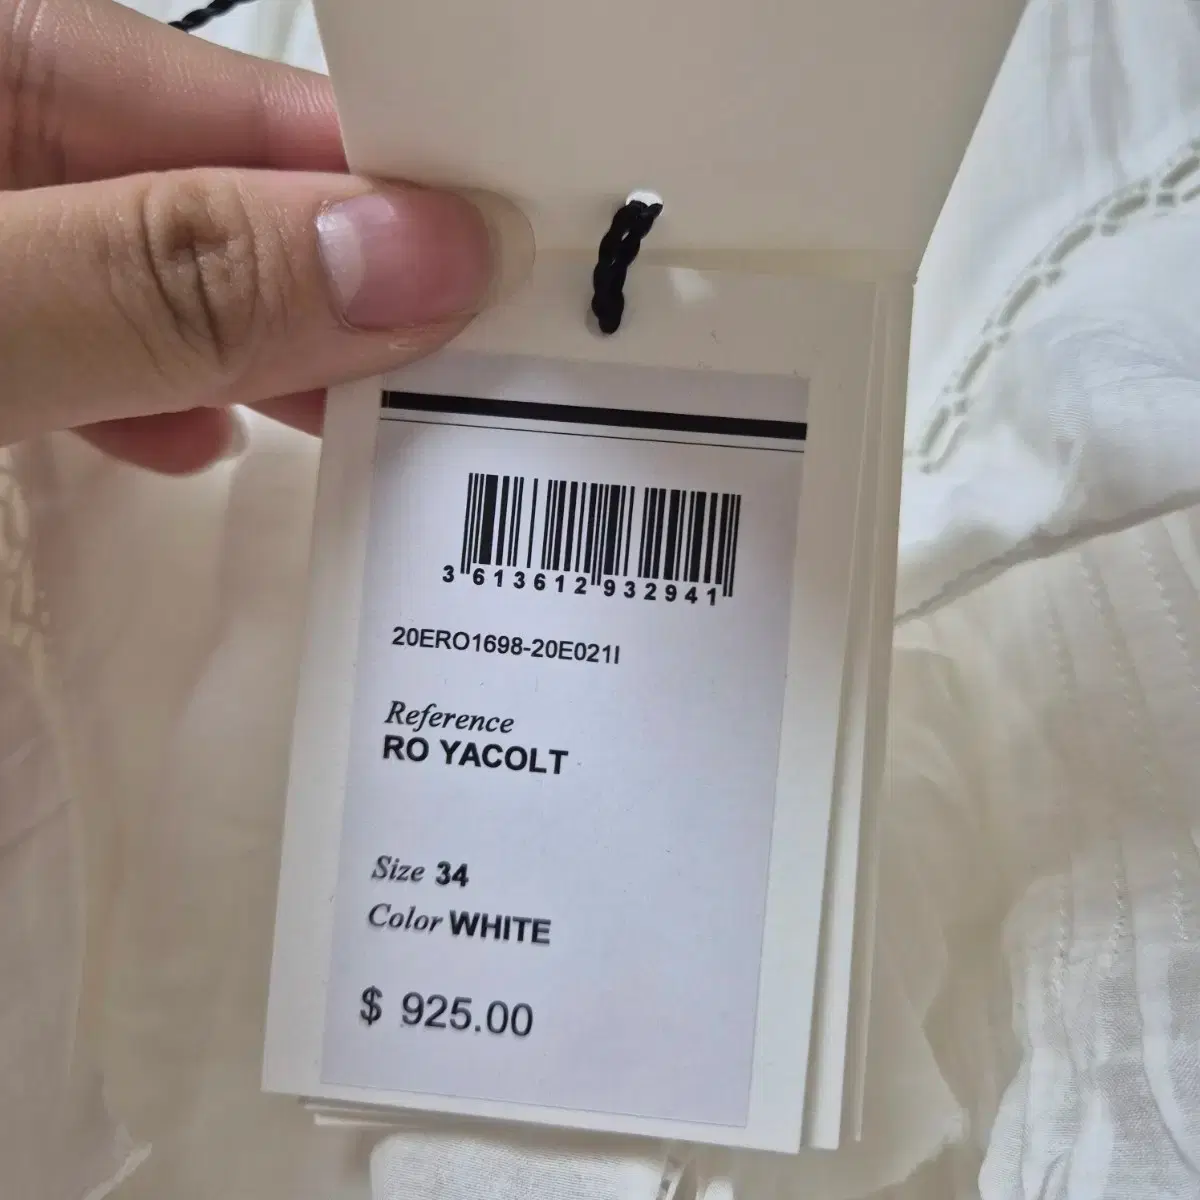 3 613612 932941
20ERO1698-20E021I
Reference
RO YACOLT
Size 34
Color WHITE
$ 925.00